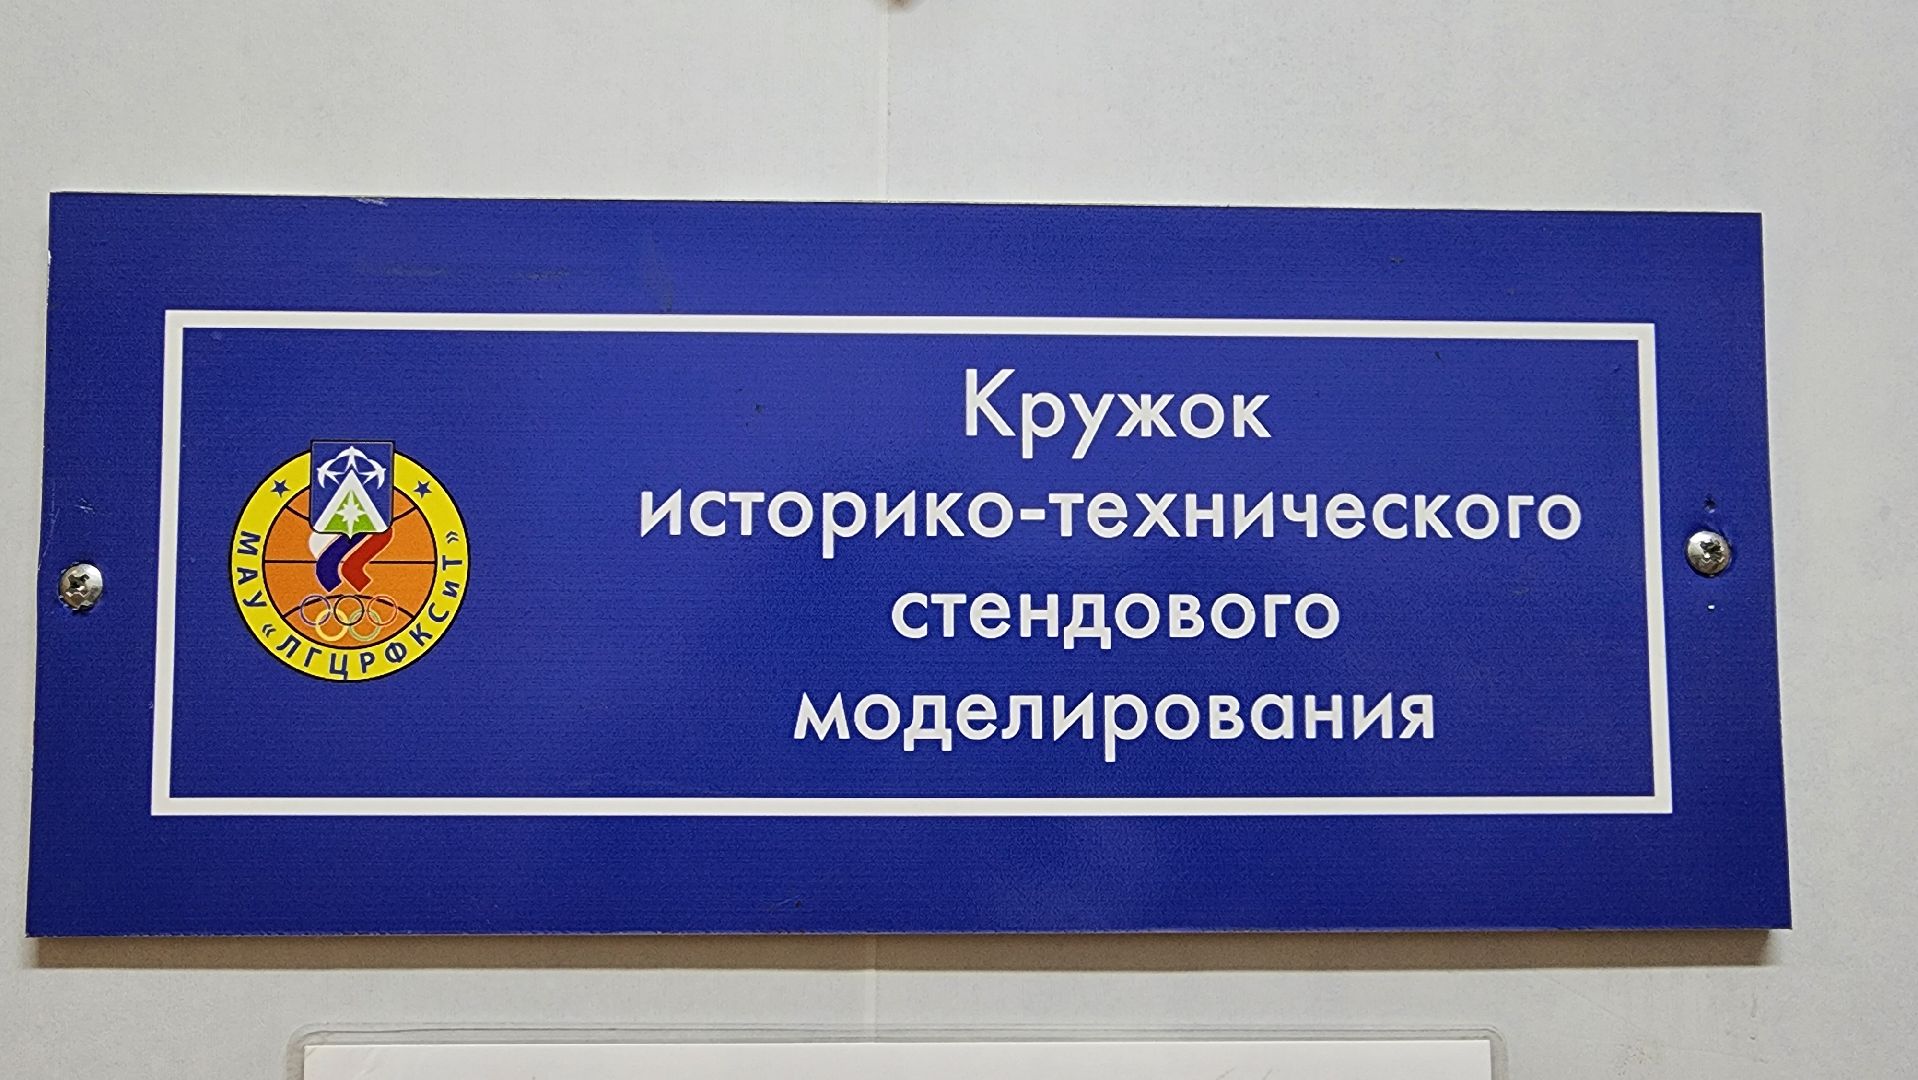 Кружок
историко-технического
стендового
моделирования
МАУ «ЛГЦРФКСиТ»